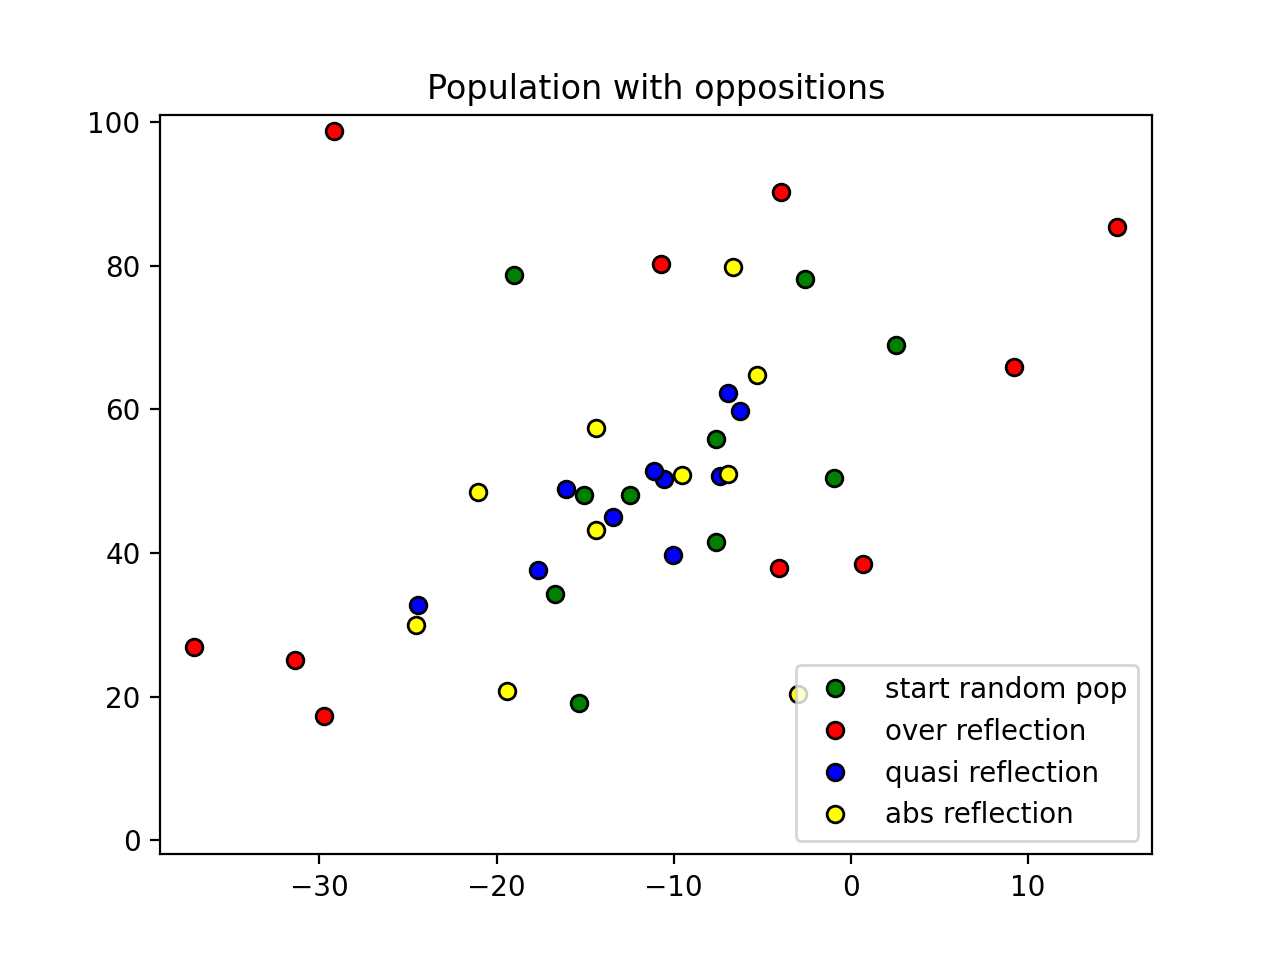 Population with oppositions
100
80
60
40
20
0
−30
−20
−10
0
10
start random pop
over reflection
quasi reflection
abs reflection